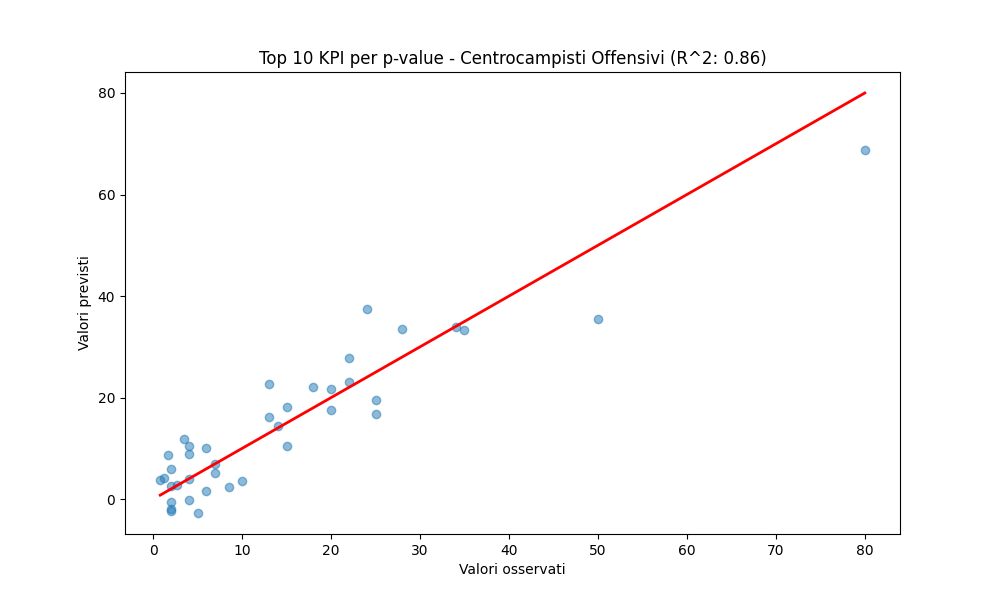 Top 10 KPI per p-value - Centrocampisti Offensivi (R^2: 0.86)
80
60
40
20
0
Valori previsti
0 10 20 30 40 50 60 70 80
Valori osservati